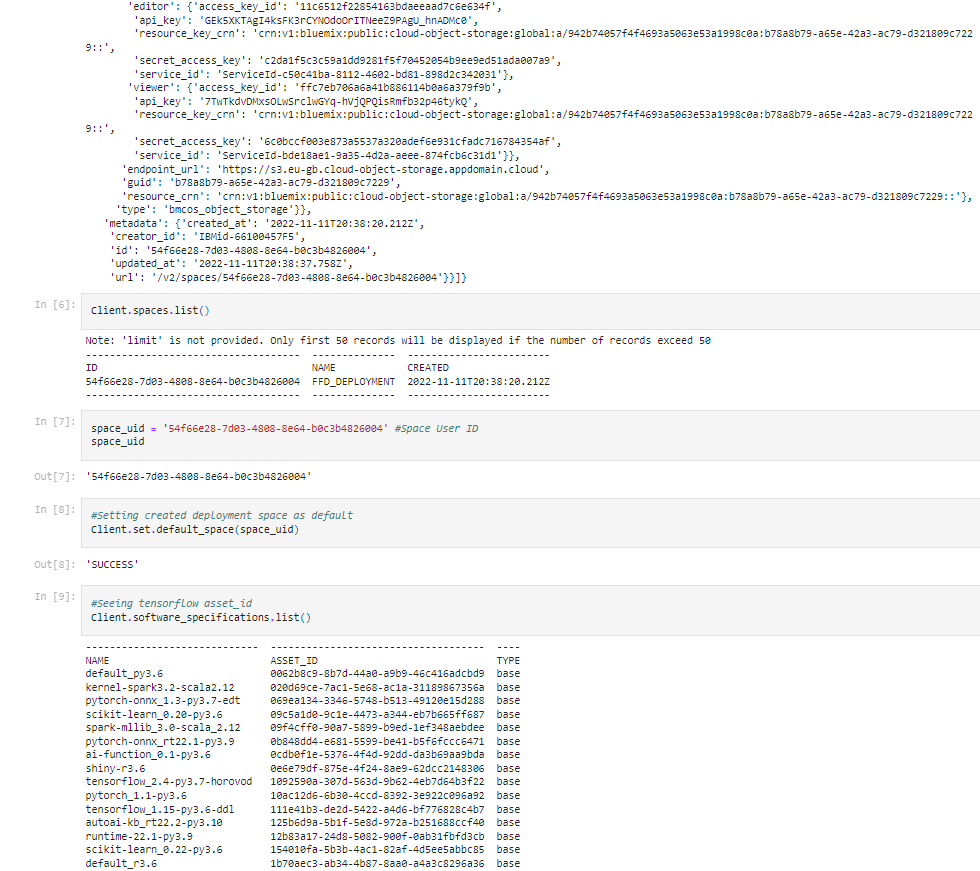 'editor': {'access_key_id': '11c6512f22854163bdaeeaad7c6e634f',
'api_key': 'GEk5XKTAgI4ksFK3rCYNOdoOrITNeeZ9PAgU_hnADMc0',
'resource_key_crn': 'crn:v1:bluemix:public:cloud-object-storage:global:a/942b74057f4f4693a5063e53a1998c0a:b78a8b79-a65e-42a3-ac79-d321809c722
9::',
'secret_access_key': 'c2da1f5c3c59a1dd9281f5f70452054b9ee9ed51ada007a9',
'service_id': 'ServiceId-c50c41ba-8112-4602-bd81-898d2c342031'},
'viewer': {'access_key_id': 'ffc7eb706a6a41b886114b0a6a379f9b',
'api_key': '7TwTkdvDMxsOLwSrclwGYq-hVjQPQisRmfb32p46tykQ',
'resource_key_crn': 'crn:v1:bluemix:public:cloud-object-storage:global:a/942b74057f4f4693a5063e53a1998c0a:b78a8b79-a65e-42a3-ac79-d321809c722
9::',
'secret_access_key': '6c0bccf003e873a5537a320adef6e931cfadc716784354af',
'service_id': 'ServiceId-bde18ae1-9a35-4d2a-aeee-874fcb6c31d1'}},
'endpoint_url': 'https://s3.eu-gb.cloud-object-storage.appdomain.cloud',
'guid': 'b78a8b79-a65e-42a3-ac79-d321809c7229',
'resource_crn': 'crn:v1:bluemix:public:cloud-object-storage:global:a/942b74057f4f4693a5063e53a1998c0a:b78a8b79-a65e-42a3-ac79-d321809c7229::'},
'type': 'bmcos_object_storage'}},
'metadata': {'created_at': '2022-11-11T20:38:20.212Z',
'creator_id': 'IBMid-66100457F5',
'id': '54f66e28-7d03-4808-8e64-b0c3b4826004',
'updated_at': '2022-11-11T20:38:37.758Z',
'url': '/v2/spaces/54f66e28-7d03-4808-8e64-b0c3b4826004'}}]}
In [6]: Client.spaces.list()
Note: 'limit' is not provided. Only first 50 records will be displayed if the number of records exceed 50
------------------------------------ -------------- ------------------------
ID NAME CREATED
54f66e28-7d03-4808-8e64-b0c3b4826004 FFD_DEPLOYMENT 2022-11-11T20:38:20.212Z
------------------------------------ -------------- ------------------------
In [7]: space_uid = '54f66e28-7d03-4808-8e64-b0c3b4826004' #Space User ID
space_uid
Out[7]: '54f66e28-7d03-4808-8e64-b0c3b4826004'
In [8]: #Setting created deployment space as default
Client.set.default_space(space_uid)
Out[8]: 'SUCCESS'
In [9]: #Seeing tensorflow asset_id
Client.software_specifications.list()
----------------------------- ------------------------------------ ----
NAME ASSET_ID TYPE
default_py3.6 0062b8c9-8b7d-44a0-a9b9-46c416adcbd9 base
kernel-spark3.2-scala2.12 020d69ce-7ac1-5e68-ac1a-31189867356a base
pytorch-onnx_1.3-py3.7-edt 069ea134-3346-5748-b513-49120e15d288 base
scikit-learn_0.20-py3.6 09c5a1d0-9c1e-4473-a344-eb7b665ff687 base
spark-mllib_3.0-scala_2.12 09f4cff0-90a7-5899-b9ed-1ef348aebdee base
pytorch-onnx_rt22.1-py3.9 0b848dd4-e681-5599-be41-b5f6fccc6471 base
ai-function_0.1-py3.6 0cdb0f1e-5376-4f4d-92dd-da3b69aa9bda base
shiny-r3.6 0e6e79df-875e-4f24-8ae9-62dcc2148306 base
tensorflow_2.4-py3.7-horovod 1092590a-307d-563d-9b62-4eb7d64b3f22 base
pytorch_1.1-py3.6 10ac12d6-6b30-4ccd-8392-3e922c096a92 base
tensorflow_1.15-py3.6-ddl 111e41b3-de2d-5422-a4d6-bf776828c4b7 base
autoai-kb_rt22.2-py3.10 125b6d9a-5b1f-5e8d-972a-b251688ccf40 base
runtime-22.1-py3.9 12b83a17-24d8-5082-900f-0ab31fbfd3cb base
scikit-learn_0.22-py3.6 154010fa-5b3b-4ac1-82af-4d5ee5abbc85 base
default_r3.6 1b70aec3-ab34-4b87-8aa0-a4a3c8296a36 base